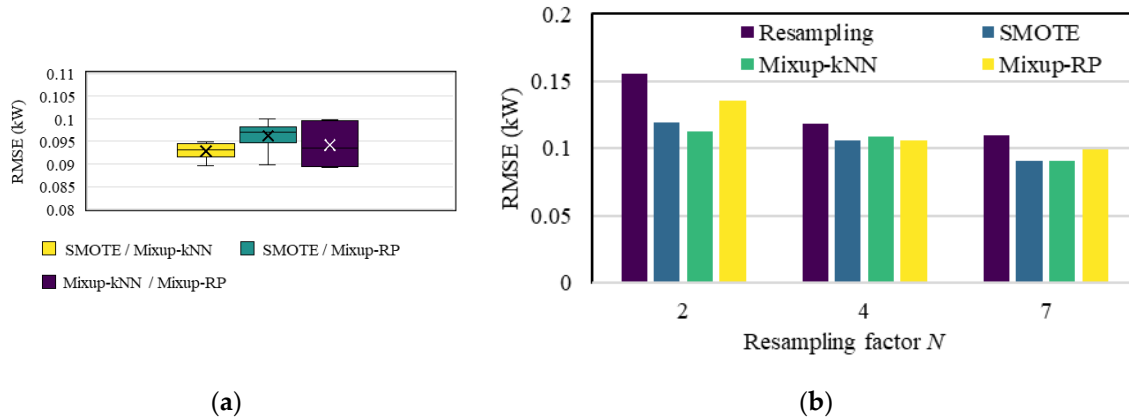 0.11
0.105
0.1
0.095
0.09
0.085
0.08
RMSE (kW)
SMOTE / Mixup-kNN
SMOTE / Mixup-RP
Mixup-kNN / Mixup-RP
(a)
0.2
0.15
0.1
0.05
0
RMSE (kW)
Resampling
SMOTE
Mixup-kNN
Mixup-RP
2
4
7
Resampling factor N
(b)